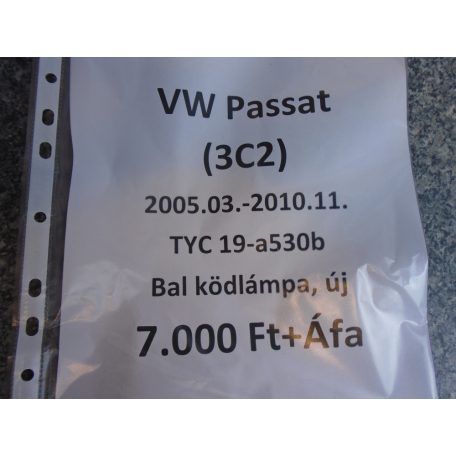 VW Passat
(3C2)
2005.03.-2010.11.
TYC 19-a530b
Bal ködlámpa, új
7.000 Ft+Áfa